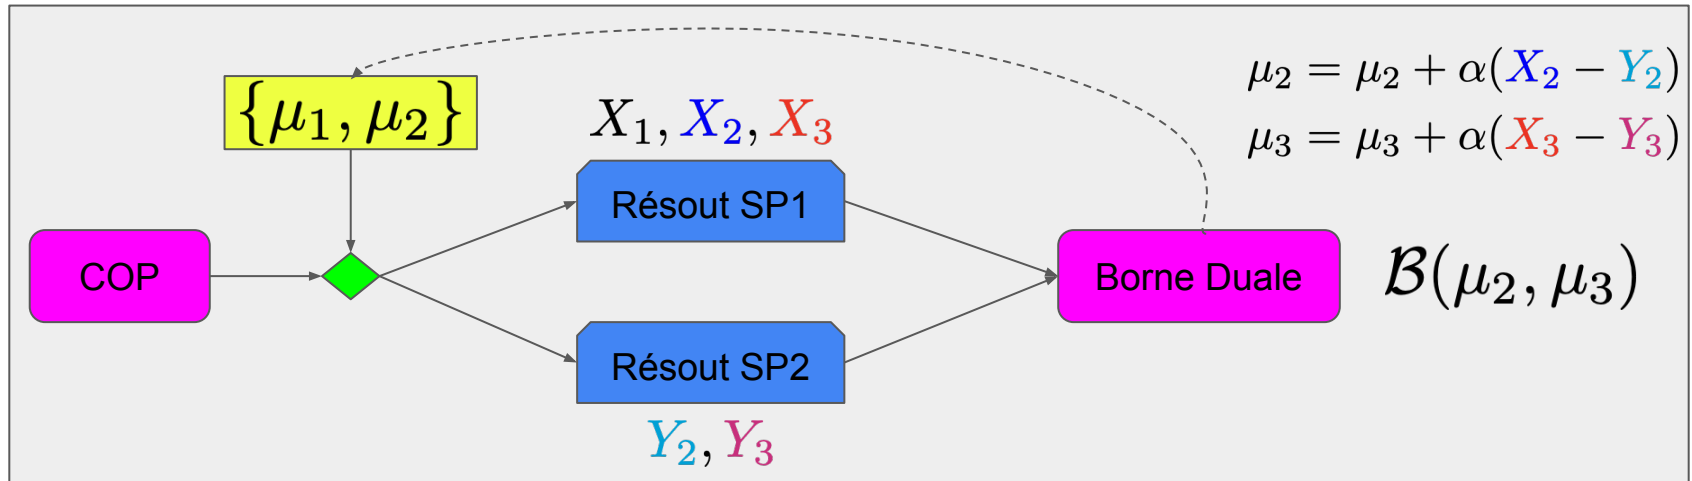 {μ₁, μ₂}
X₁, X₂, X₃
μ₂ = μ₂ + α(X₂ − Y₂)
μ₃ = μ₃ + α(X₃ − Y₃)
COP
Résout SP1
Résout SP2
Y₂, Y₃
Borne Duale
ℬ(μ₂, μ₃)